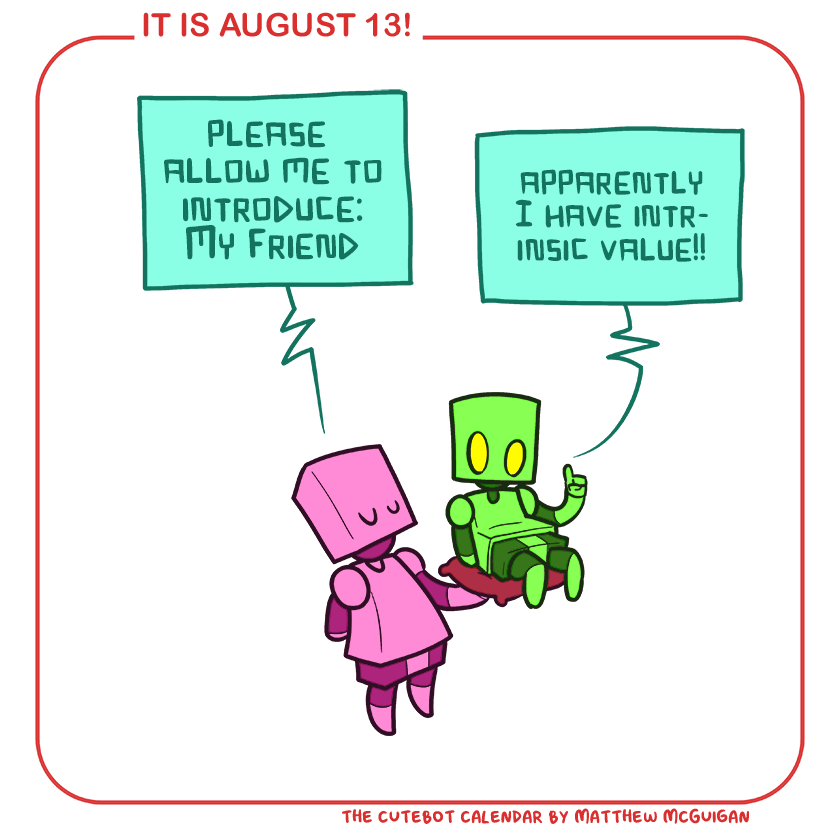 IT IS AUGUST 13!
PLEASE
ALLOW ME TO
INTRODUCE:
MY FRIEND
APPARENTLY
I HAVE INTR-
INSIC VALUE!!
THE CUTEBOT CALENDAR BY MATTHEW MCGUIGAN